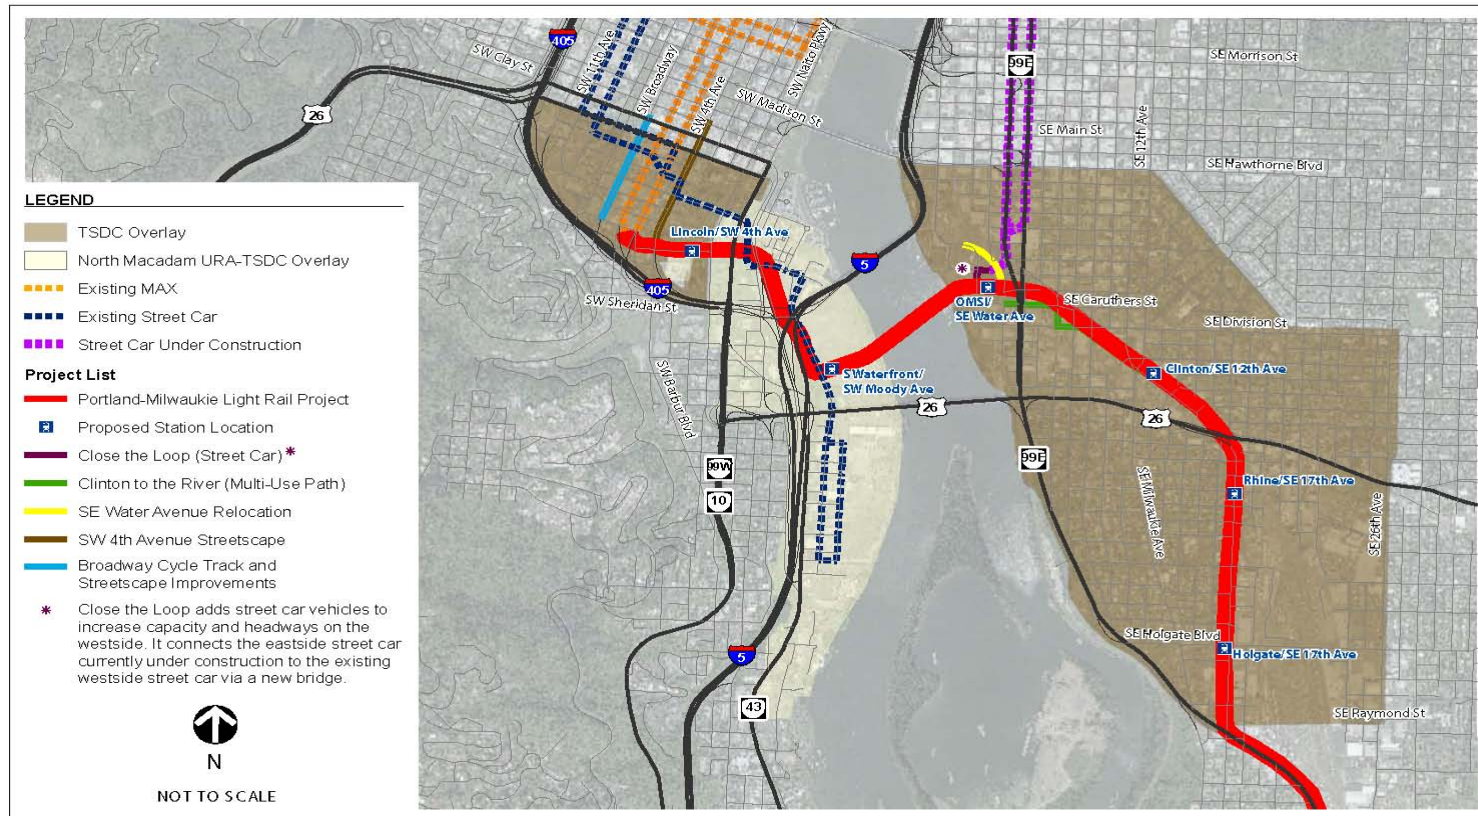 405
SW Clay St
SW 11th Ave
SW Broadway
SW 4th Ave
SW Naito Pkwy
SW Madison St
99E
SE Morrison St
26
SE Main St
SE 12th Ave
SE Hawthorne Blvd
LEGEND
TSDC Overlay
North Macadam URA-TSDC Overlay
Existing MAX
Existing Street Car
Street Car Under Construction
Project List
Portland-Milwaukie Light Rail Project
Proposed Station Location
Close the Loop (Street Car) *
Clinton to the River (Multi-Use Path)
SE Water Avenue Relocation
SW 4th Avenue Streetscape
Broadway Cycle Track and
Streetscape Improvements
* Close the Loop adds street car vehicles to
increase capacity and headways on the
westside. It connects the eastside street car
currently under construction to the existing
westside street car via a new bridge.
N
NOT TO SCALE
Lincoln/SW 4th Ave
5
405
SW Sheridan St
*
OMSI/
SE Water Ave
SE Caruthers St
SE Division St
SW Barbur Blvd
S Waterfront/
SW Moody Ave
Clinton/SE 12th Ave
26
26
99W
10
99E
SE Milwaukie Ave
Rhine/SE 17th Ave
SE 26th Ave
SE Holgate Blvd
Holgate/SE 17th Ave
5
43
SE Raymond St